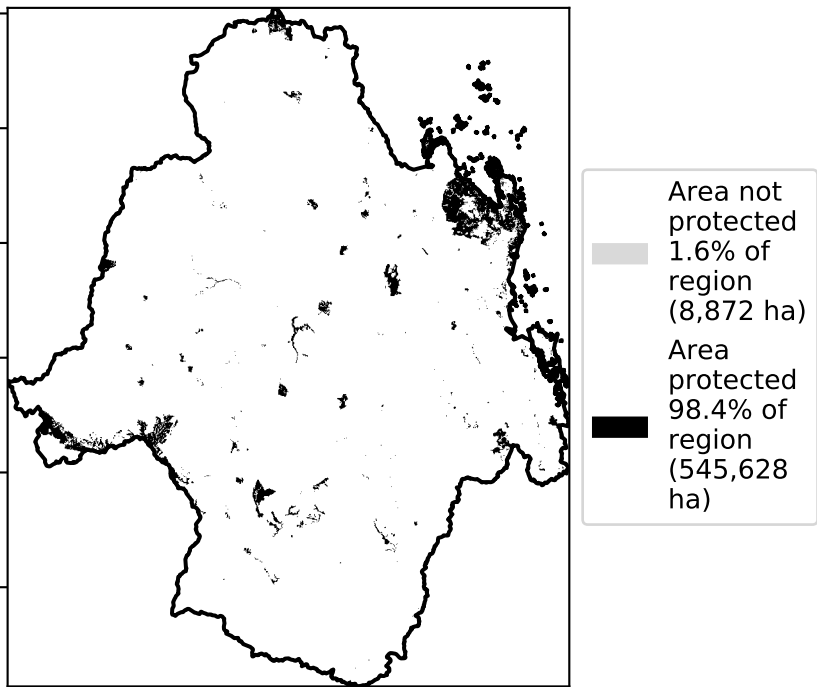 Area not
protected
1.6% of
region
(8,872 ha)
Area
protected
98.4% of
region
(545,628
ha)